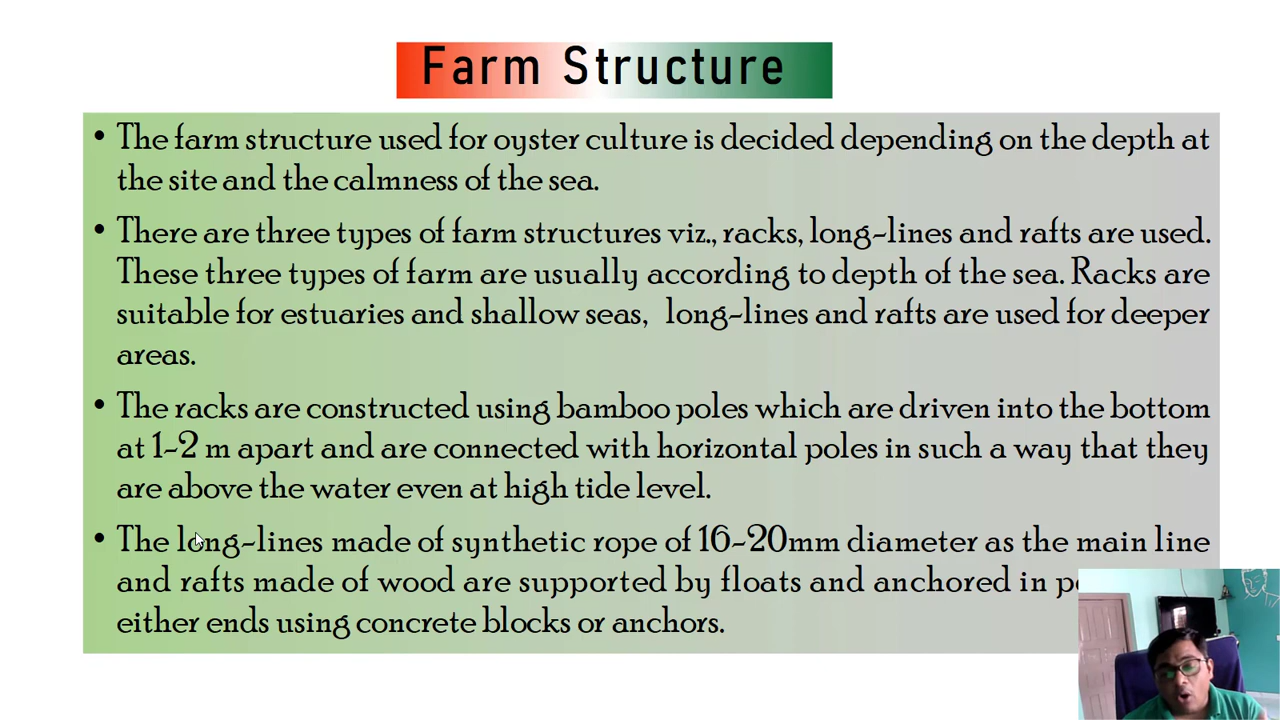 Farm Structure
• The farm structure used for oyster culture is decided depending on the depth at
the site and the calmness of the sea.
• There are three types of farm structures viz., racks, long-lines and rafts are used.
These three types of farm are usually according to depth of the sea. Racks are
suitable for estuaries and shallow seas, long-lines and rafts are used for deeper
areas.
• The racks are constructed using bamboo poles which are driven into the bottom
at 1-2 m apart and are connected with horizontal poles in such a way that they
are above the water even at high tide level.
• The long-lines made of synthetic rope of 16-20mm diameter as the main line
and rafts made of wood are supported by floats and anchored in
either ends using concrete blocks or anchors.